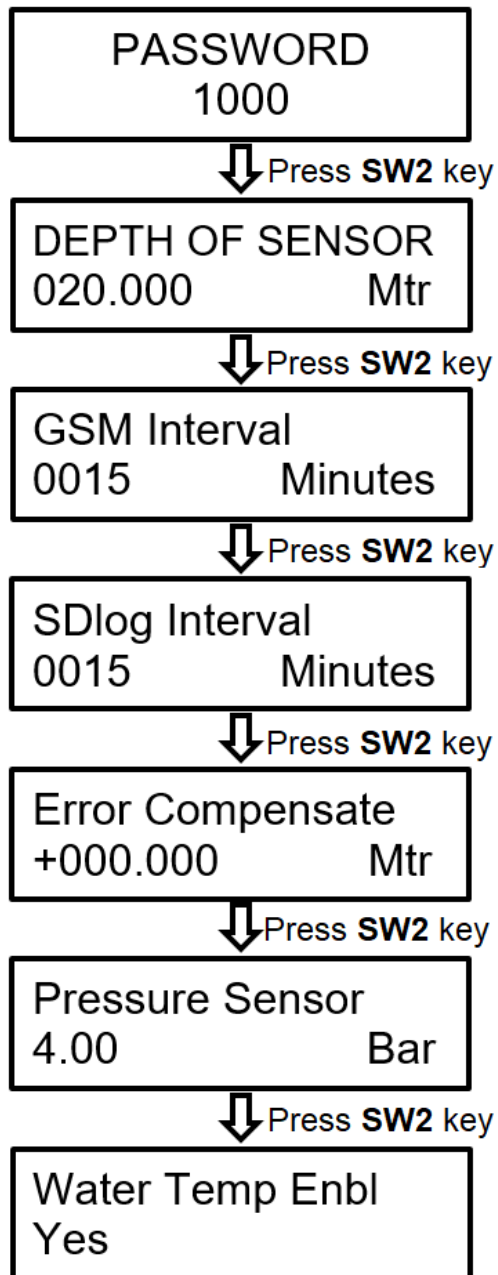 PASSWORD
1000
Press SW2 key
DEPTH OF SENSOR
020.000 Mtr
Press SW2 key
GSM Interval
0015 Minutes
Press SW2 key
SDlog Interval
0015 Minutes
Press SW2 key
Error Compensate
+000.000 Mtr
Press SW2 key
Pressure Sensor
4.00 Bar
Press SW2 key
Water Temp Enbl
Yes